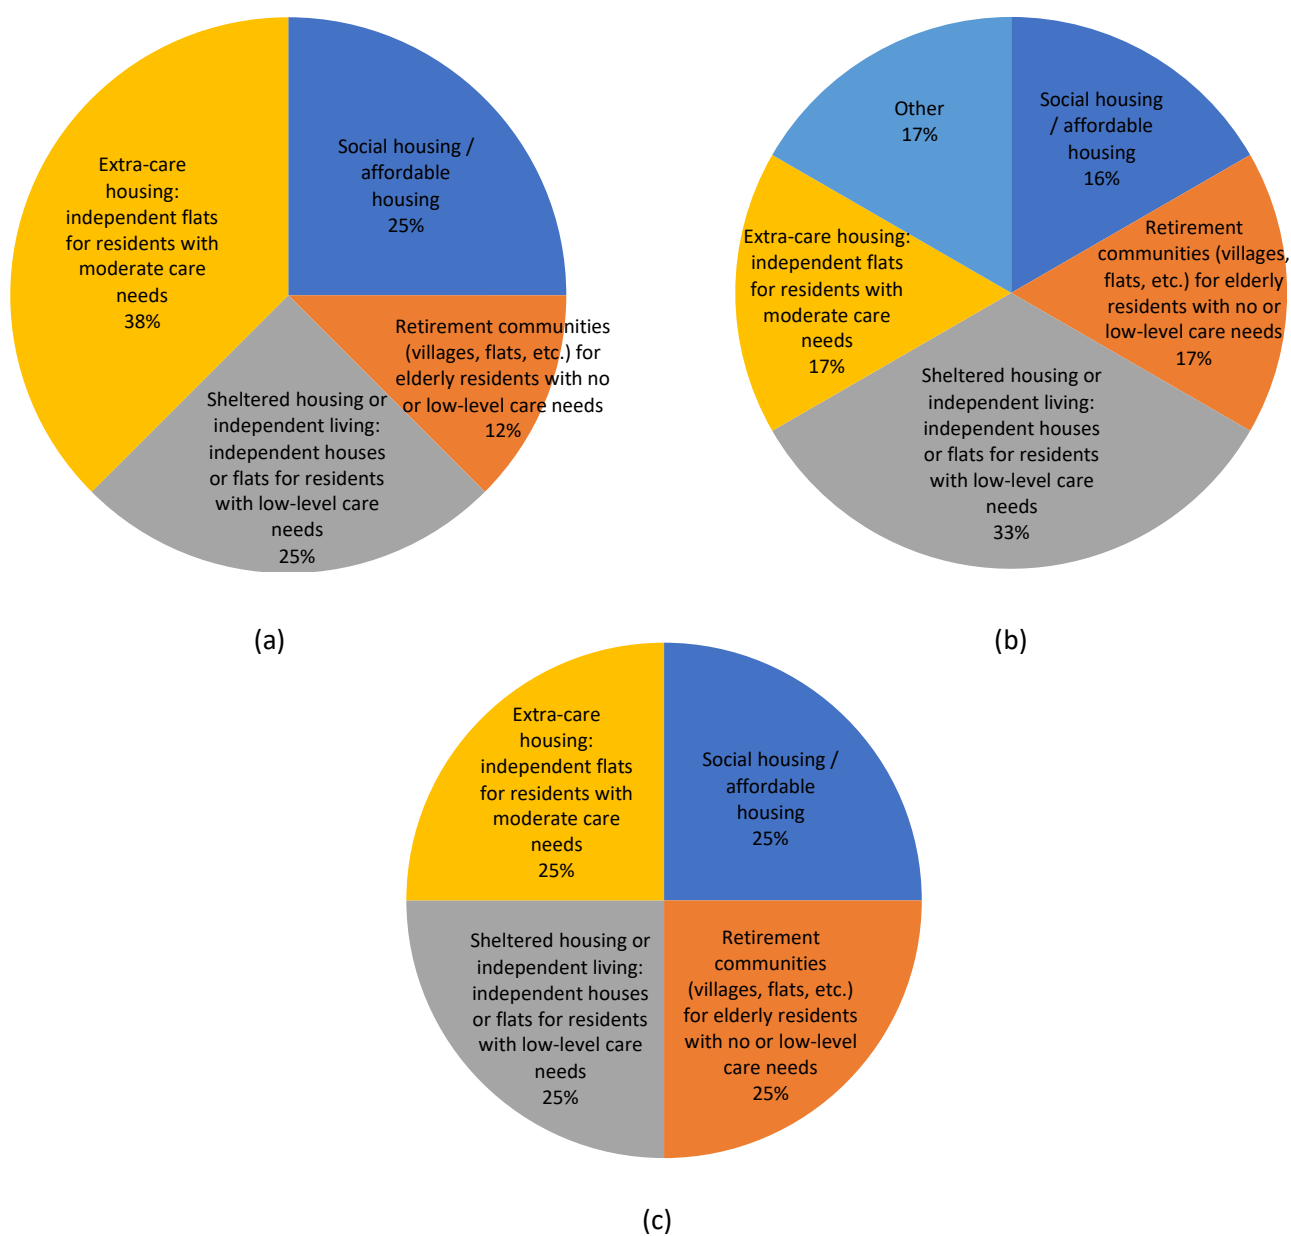 Social housing /
affordable
housing
25%
Retirement communities
(villages, flats, etc.) for
elderly residents with no
or low-level care needs
12%
Sheltered housing or
independent living:
independent houses
or flats for residents
with low-level care
needs
25%
Extra-care
housing:
independent flats
for residents with
moderate care
needs
38%
(a)
Social housing
/ affordable
housing
16%
Retirement
communities (villages,
flats, etc.) for elderly
residents with no or
low-level care needs
17%
Sheltered housing or
independent living:
independent houses
or flats for residents
with low-level care
needs
33%
Extra-care housing:
independent flats
for residents with
moderate care
needs
17%
Other
17%
(b)
Social housing /
affordable
housing
25%
Retirement
communities
(villages, flats, etc.)
for elderly residents
with no or low-level
care needs
25%
Sheltered housing or
independent living:
independent houses
or flats for residents
with low-level care
needs
25%
Extra-care
housing:
independent flats
for residents with
moderate care
needs
25%
(c)